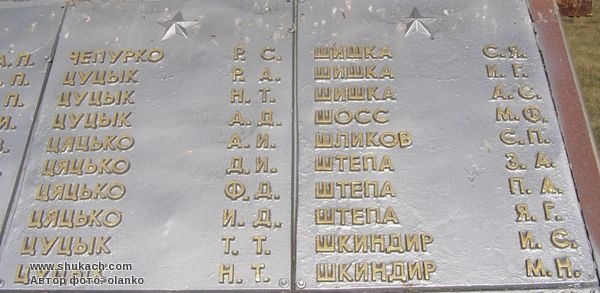 А.П.
П.
П.
И.
В.
ЧЕПУРКО Р. С.
ЦУЦЫК Р. А.
ЦУЦЫК Н. Т.
ЦУЦЫК А. Д.
ЦЯЦЬКО А. И.
ЦЯЦЬКО Д. И.
ЦЯЦЬКО Ф. Д.
ЦЯЦЬКО И. Д.
ЦУЦЫК Т. Т.
ЦУЦЫК Н. Т.
ШИШКА С. Я.
ШИШКА И. Г.
ШИШКА А. С.
ШОСС М. Ф.
ШЛИКОВ С. П.
ШТЕПА З. А.
ШТЕПА П. А.
ШТЕПА Я. Г.
ШКИНДИР И. С.
ШКИНДИР М. Н.
www.shukach.com
Автор фото: olanko